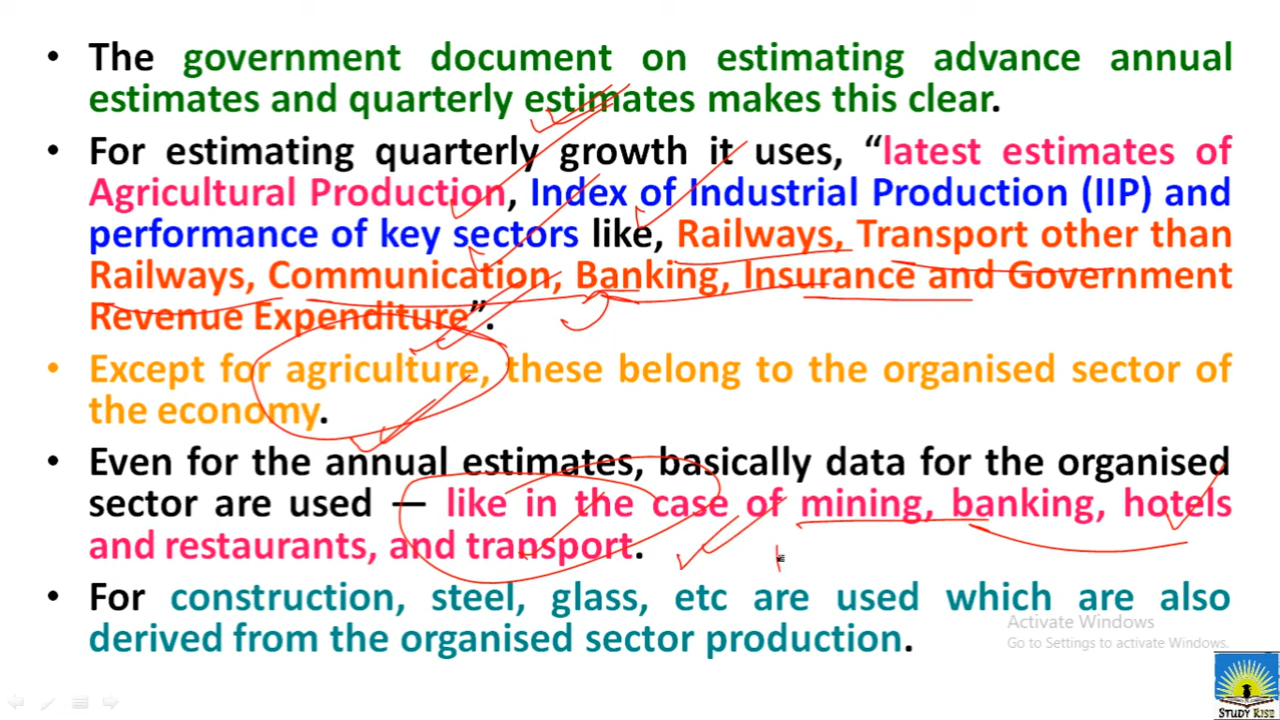 • The government document on estimating advance annual
estimates and quarterly estimates makes this clear.
• For estimating quarterly growth it uses, “latest estimates of
Agricultural Production, Index of Industrial Production (IIP) and
performance of key sectors like, Railways, Transport other than
Railways, Communication, Banking, Insurance and Government
Revenue Expenditure”.
• Except for agriculture, these belong to the organised sector of
the economy.
• Even for the annual estimates, basically data for the organised
sector are used — like in the case of mining, banking, hotels
and restaurants, and transport.
• For construction, steel, glass, etc are used which are also
derived from the organised sector production.
Activate Windows
Go to Settings to activate Windows.
STUDY RISE